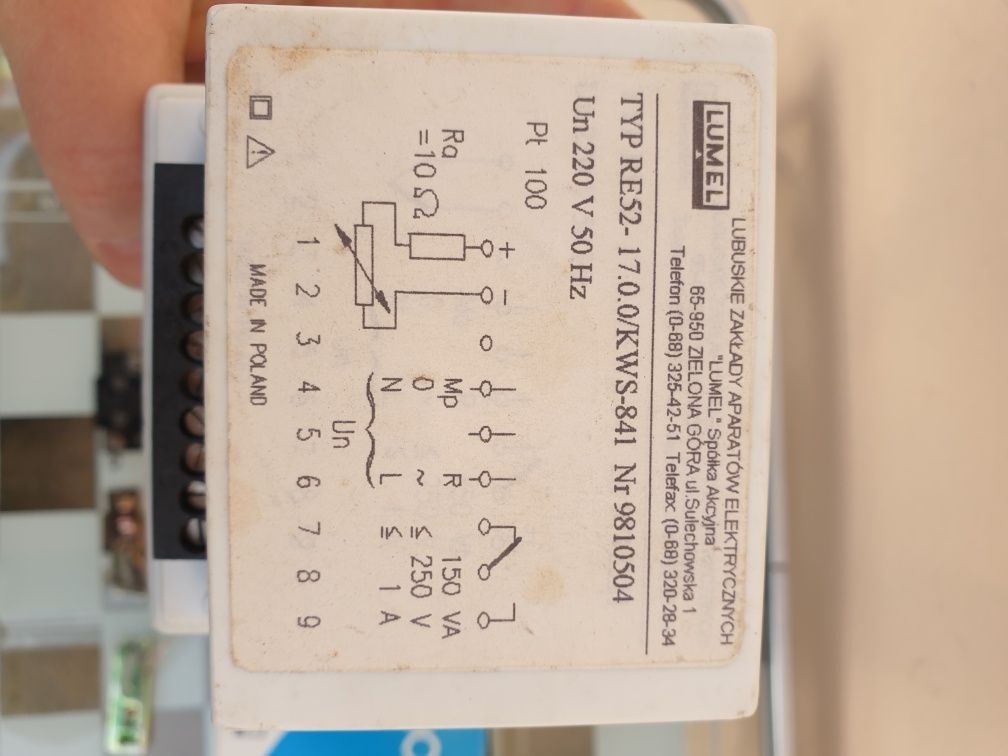 LUMEL
LUBUSKIE ZAKŁADY APARATÓW ELEKTRYCZNYCH
"LUMEL" Spółka Akcyjna
65-950 ZIELONA GÓRA ul.Sulechowska 1
Telefon (0-68) 325-42-51 Telefax (0-68) 320-28-34
TYP RE52- 17.0.0/KWS-841 Nr 9810504
Un 220 V 50 Hz
Pt 100
+ -
Ra Mp R 150 VA
=10 Ω 0 ~ ≤ 250 V
N L ≤ 1 A
Un
1 2 3 4 5 6 7 8 9
MADE IN POLAND